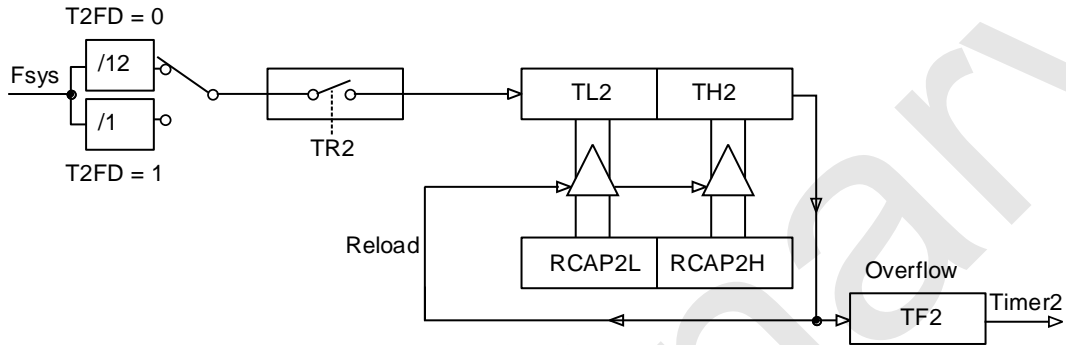 T2FD = 0
/12
Fsys
/1
T2FD = 1
TR2
TL2
TH2
Reload
RCAP2L
RCAP2H
Overflow
TF2
Timer2